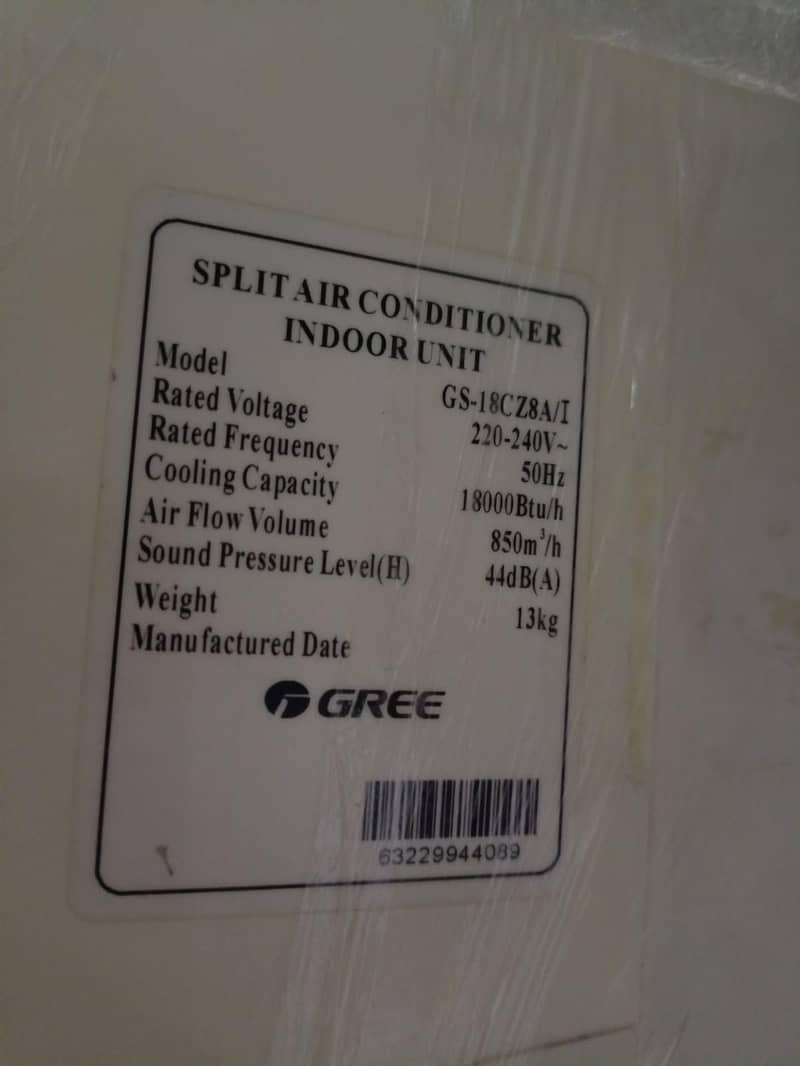 SPLIT AIR CONDITIONER
INDOOR UNIT
Model GS-18CZ8A/I
Rated Voltage 220-240V~
Rated Frequency 50Hz
Cooling Capacity 18000Btu/h
Air Flow Volume 850m³/h
Sound Pressure Level(H) 44dB(A)
Weight 13kg
Manufactured Date
GREE
63229944089